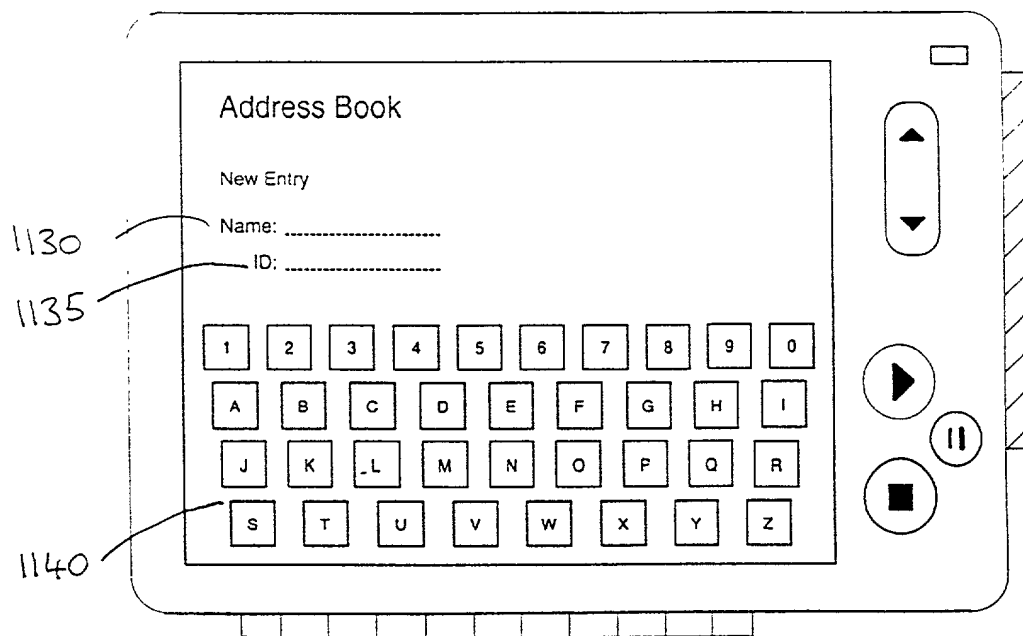 Address Book
New Entry
1130
Name:
ID:
1135
1 2 3 4 5 6 7 8 9 0
A B C D E F G H I
J K L M N O P Q R
S T U V W X Y Z
1140